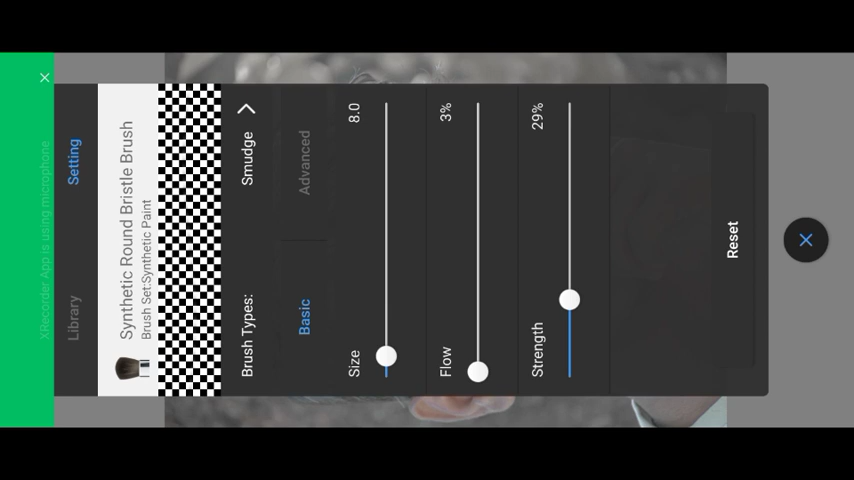 XRecorder App is using microphone
Library
Setting
Synthetic Round Bristle Brush
Brush Set:Synthetic Paint
Brush Types:
Smudge
Basic
Advanced
Size
8.0
Flow
3%
Strength
29%
Reset